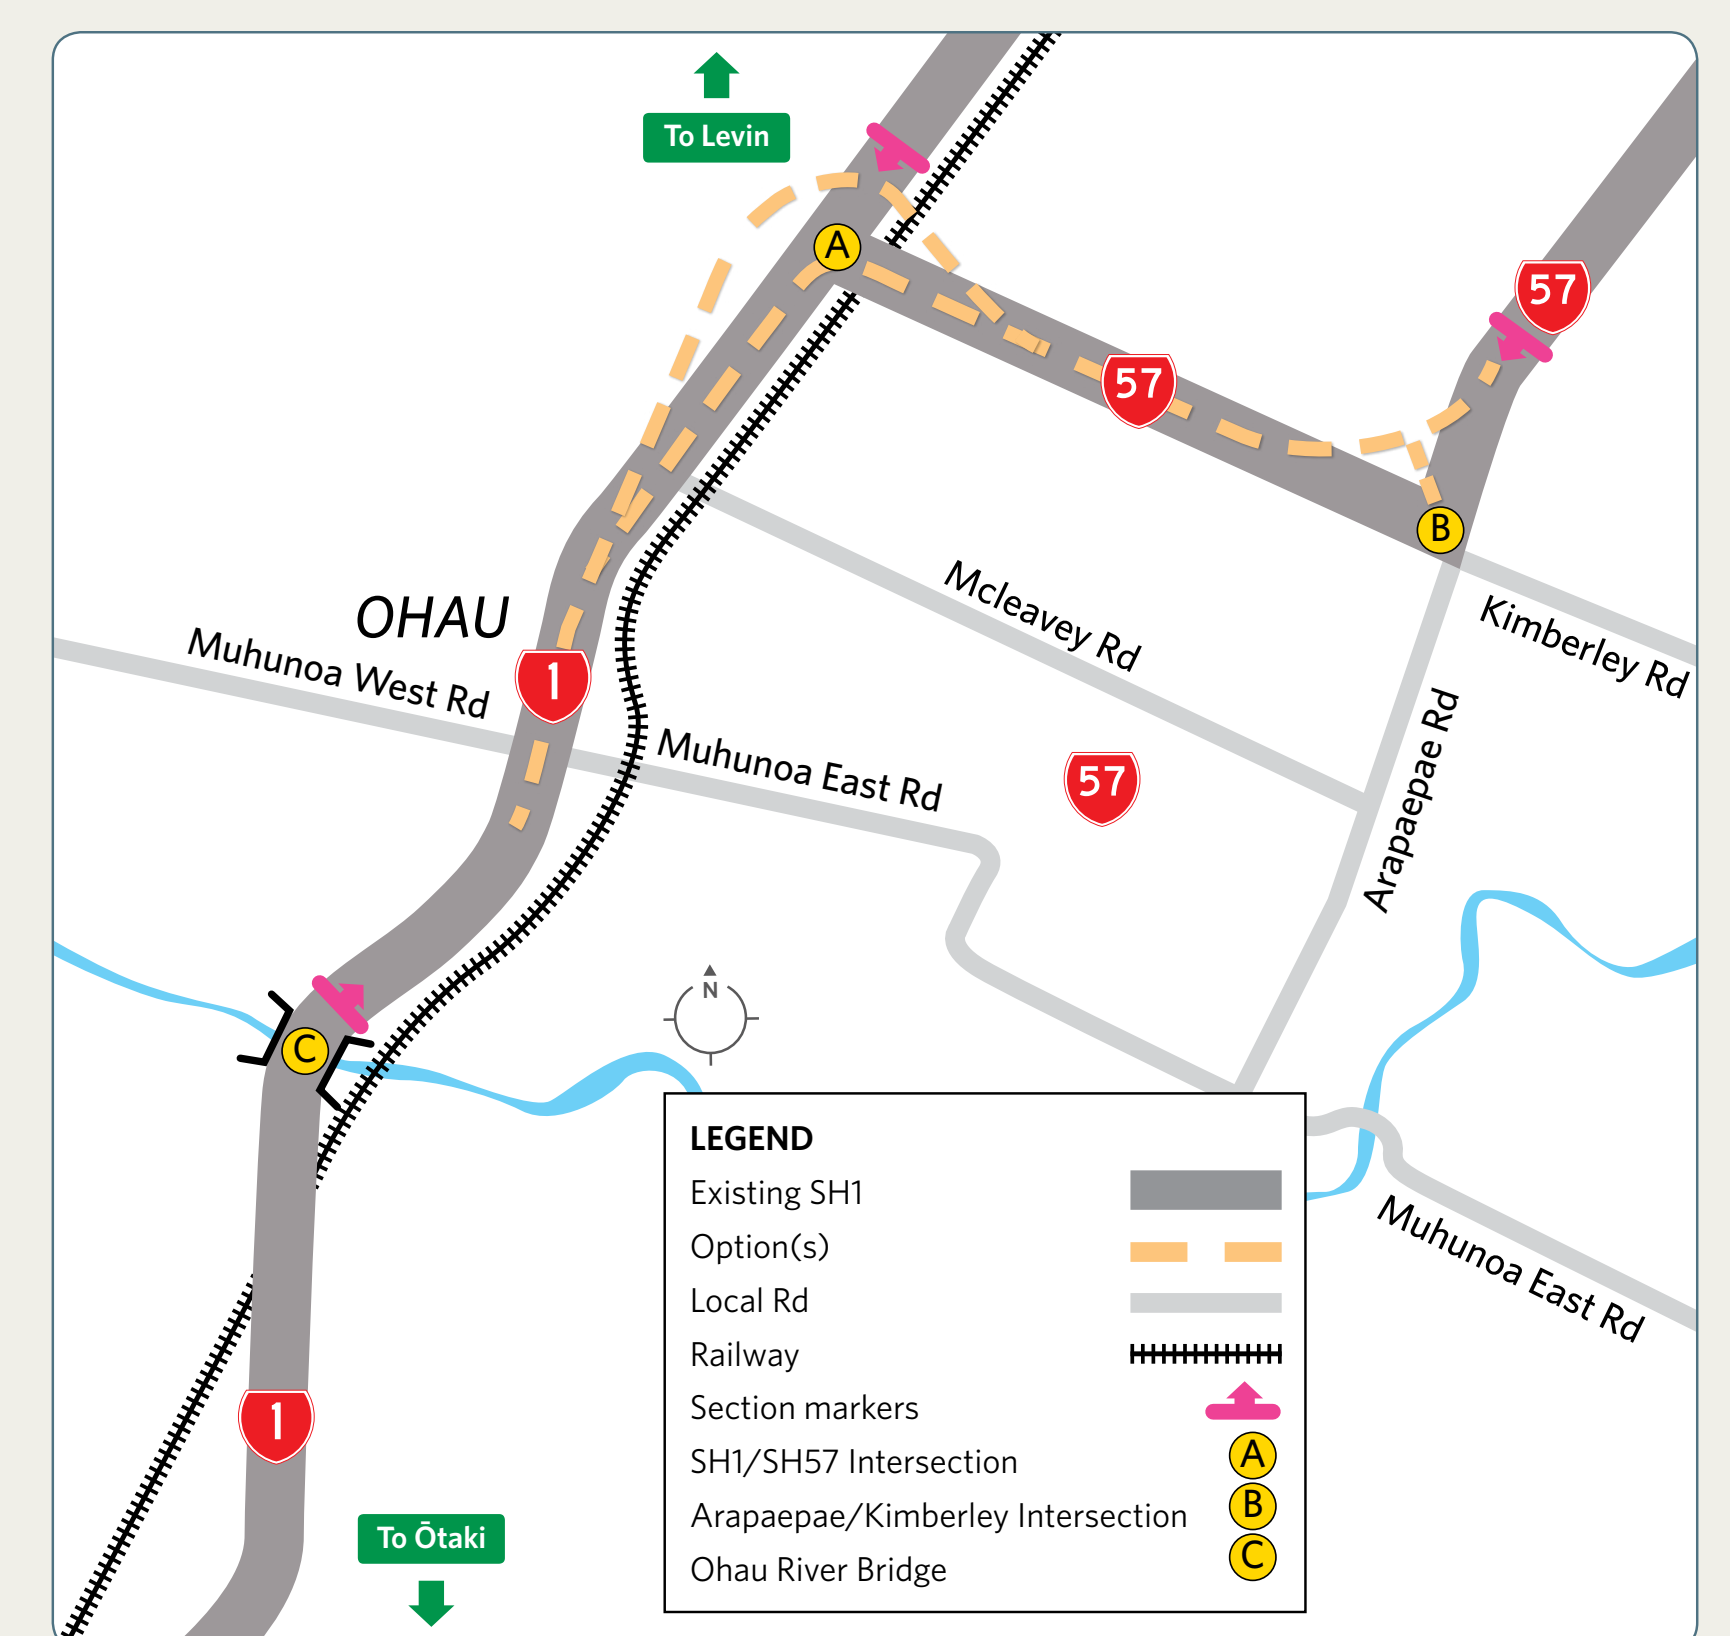 To Levin
A
57
57
B
Mcleavey Rd
Kimberley Rd
OHAU
Muhunoa West Rd
1
Muhunoa East Rd
57
Arapaepae Rd
N
C
LEGEND
Existing SH1
Option(s)
Local Rd
Railway
Section markers
SH1/SH57 Intersection A
Arapaepae/Kimberley Intersection B
Ohau River Bridge C
Muhunoa East Rd
1
To Ōtaki